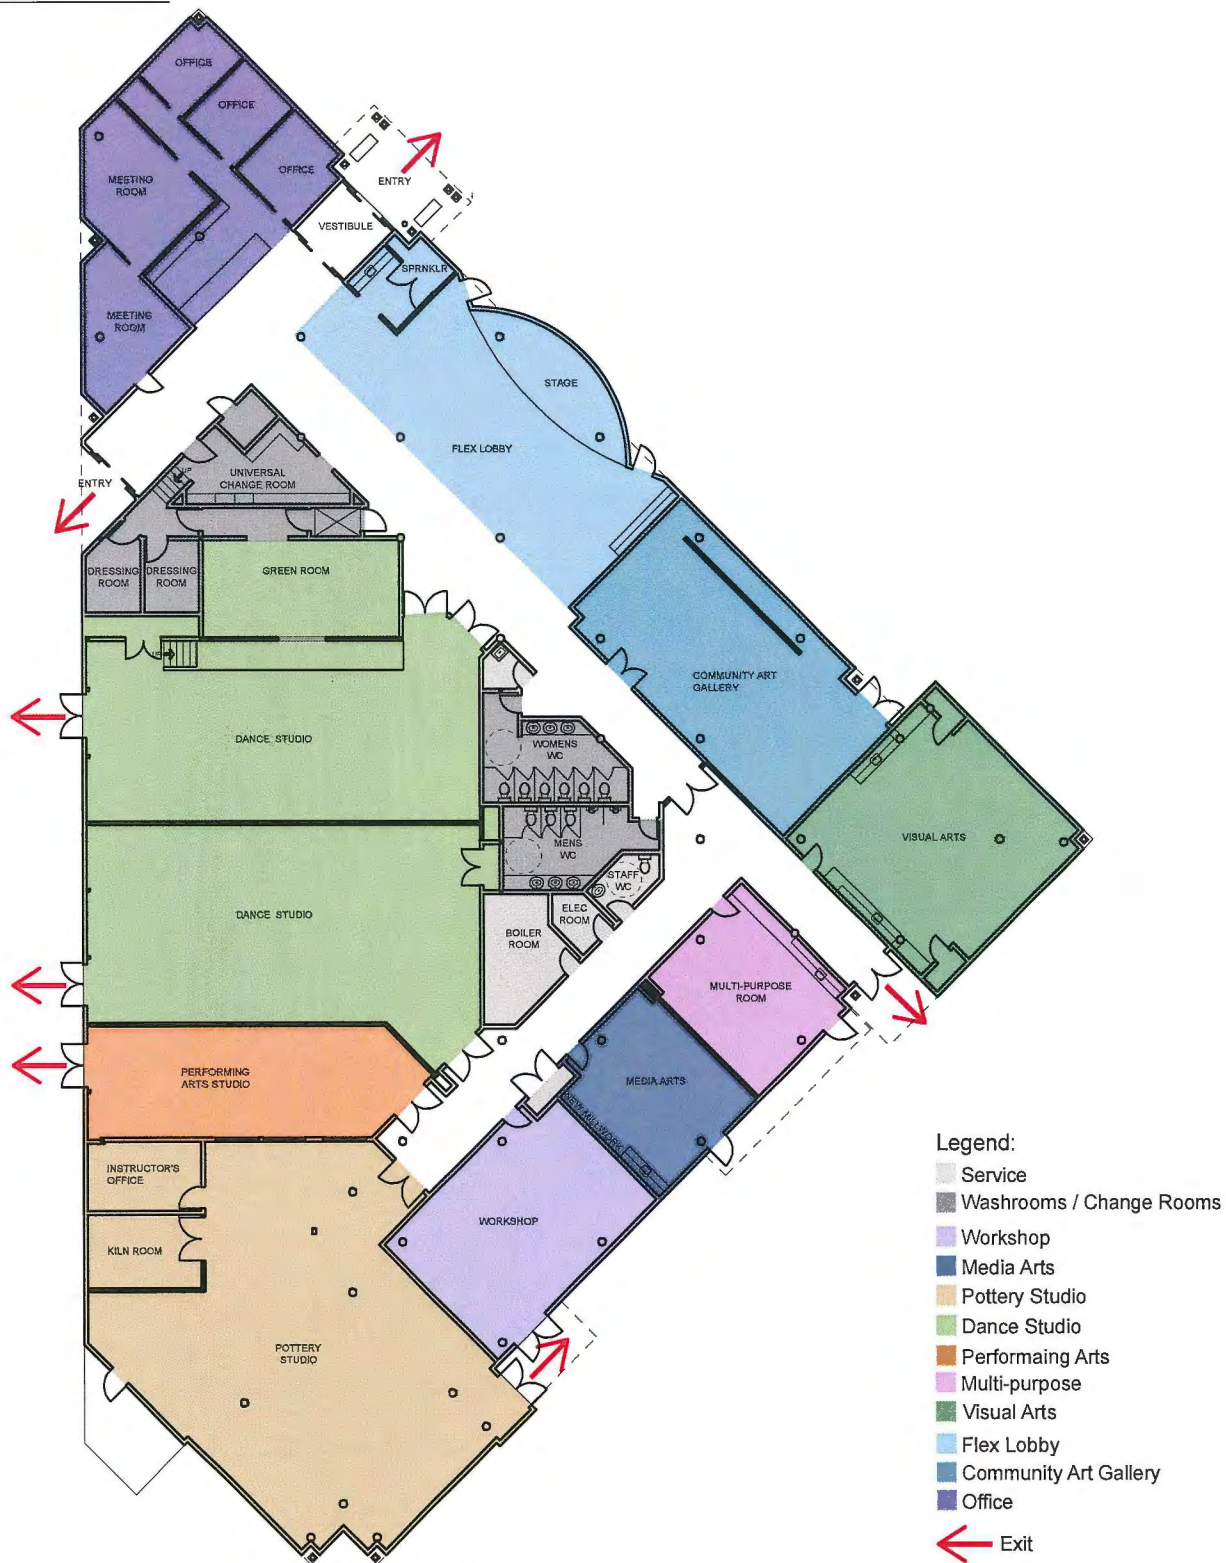 OFFICE
OFFICE
OFFICE
MEETING
ROOM
ENTRY
VESTIBULE
SPRNKLR
MEETING
ROOM
STAGE
FLEX LOBBY
UP
UNIVERSAL
CHANGE ROOM
ENTRY
DRESSING
ROOM
DRESSING
ROOM
GREEN ROOM
UP
COMMUNITY ART
GALLERY
DANCE STUDIO
WOMENS
WC
VISUAL ARTS
MENS
WC
STAFF
WC
DANCE STUDIO
ELEC
ROOM
BOILER
ROOM
MULTI-PURPOSE
ROOM
PERFORMING
ARTS STUDIO
MEDIA ARTS
NEW MILLWORK
INSTRUCTOR'S
OFFICE
WORKSHOP
KILN ROOM
POTTERY
STUDIO
Legend:
Service
Washrooms / Change Rooms
Workshop
Media Arts
Pottery Studio
Dance Studio
Performaing Arts
Multi-purpose
Visual Arts
Flex Lobby
Community Art Gallery
Office
Exit